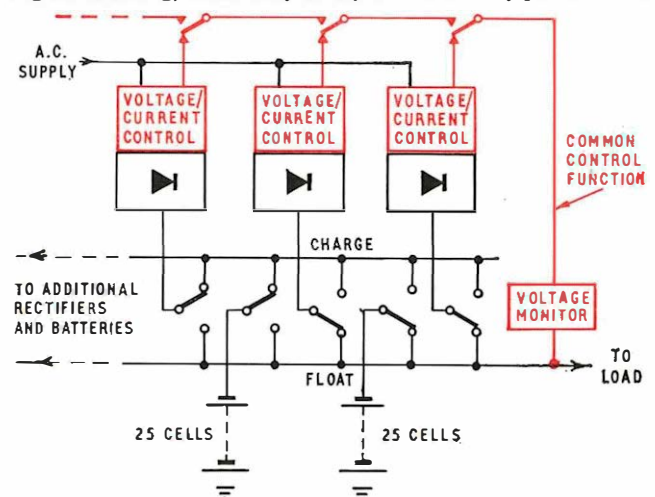 A.C.
SUPPLY
VOLTAGE/
CURRENT
CONTROL
VOLTAGE/
CURRENT
CONTROL
VOLTAGE/
CURRENT
CONTROL
COMMON
CONTROL
FUNCTION
CHARGE
TO ADDITIONAL
RECTIFIERS
AND BATTERIES
VOLTAGE
MONITOR
TO
LOAD
FLOAT
25 CELLS
25 CELLS